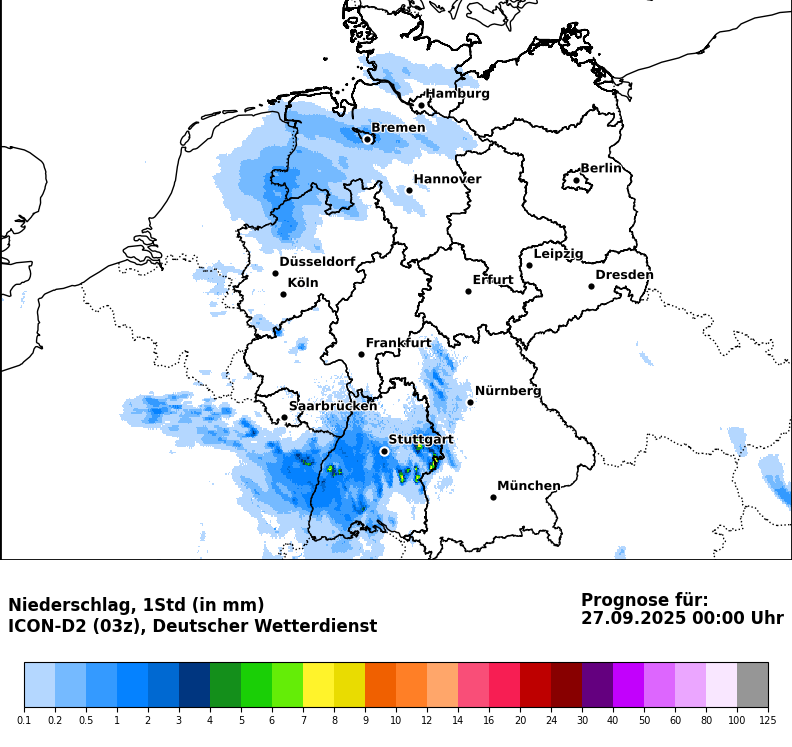 Hamburg
Bremen
Berlin
Hannover
Leipzig
Düsseldorf
Dresden
Köln
Erfurt
Frankfurt
Nürnberg
Saarbrücken
Stuttgart
München
Niederschlag, 1Std (in mm)
ICON-D2 (03z), Deutscher Wetterdienst
Prognose für:
27.09.2025 00:00 Uhr
0.1 0.2 0.5 1 2 3 4 5 6 7 8 9 10 12 14 16 20 24 30 40 50 60 80 100 125